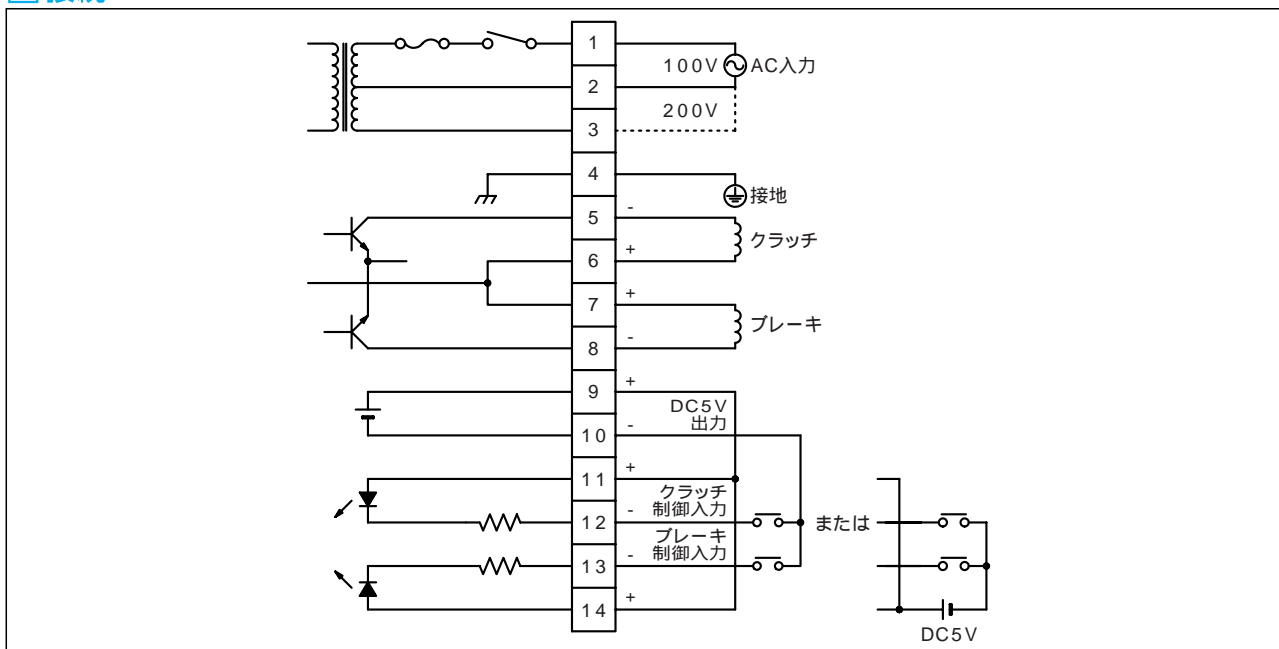 接続
1
100V
AC入力
2
200V
3
4
接地
5
-
クラッチ
6
+
7
+
ブレーキ
8
-
9
+
DC5V
出力
10
-
11
+
クラッチ
制御入力
12
-
または
ブレーキ
制御入力
13
-
14
+
DC5V